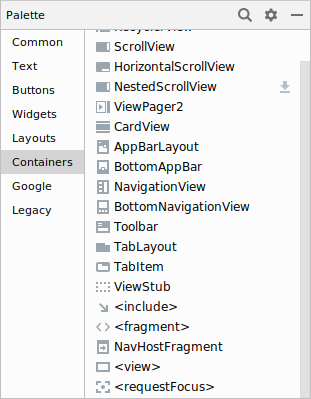 Palette
Common
Text
Buttons
Widgets
Layouts
Containers
Google
Legacy
RecyclerView
ScrollView
HorizontalScrollView
NestedScrollView
ViewPager2
CardView
AppBarLayout
BottomAppBar
NavigationView
BottomNavigationView
Toolbar
TabLayout
TabItem
ViewStub
<include>
<fragment>
NavHostFragment
<view>
<requestFocus>